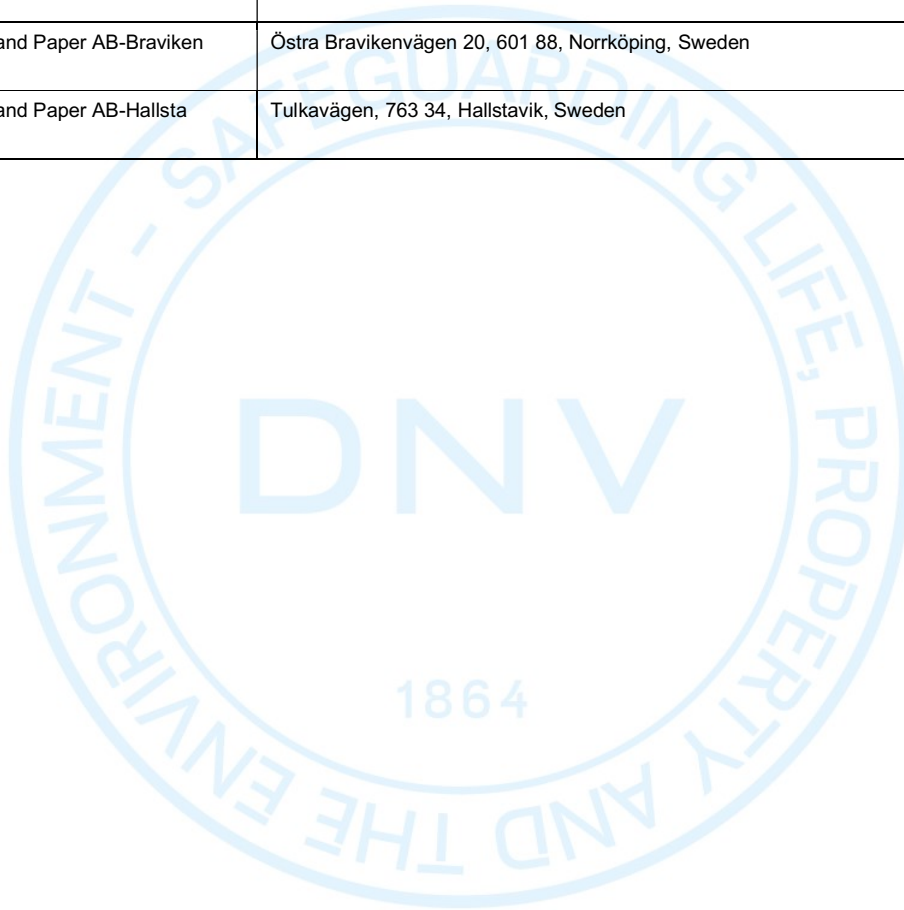 and Paper AB-Braviken Östra Bravikenvägen 20, 601 88, Norrköping, Sweden
and Paper AB-Hallsta Tulkavägen, 763 34, Hallstavik, Sweden
SAFEGUARDING LIFE, PROPERTY AND THE ENVIRONMENT -
DNV
1864